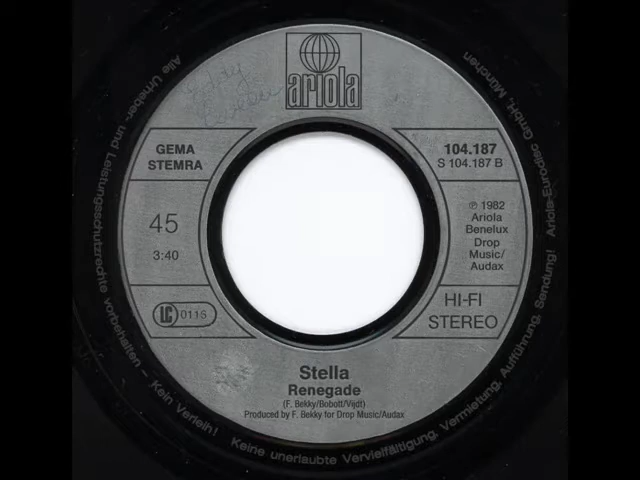 ariola
GEMA
STEMRA
45
3:40
LC 0116
104.187
S 104.187 B
℗ 1982
Ariola
Benelux
Drop
Music/
Audax
HI-FI
STEREO
Stella
Renegade
(F. Bekky/Bobott/Vijdt)
Produced by F. Bekky for Drop Music/Audax
Alle Urheber- und Leistungsschutzrechte vorbehalten – Kein Verleih! Keine unerlaubte Vervielfältigung, Vermietung, Aufführung, Sendung! Ariola-Eurodisc GmbH, München